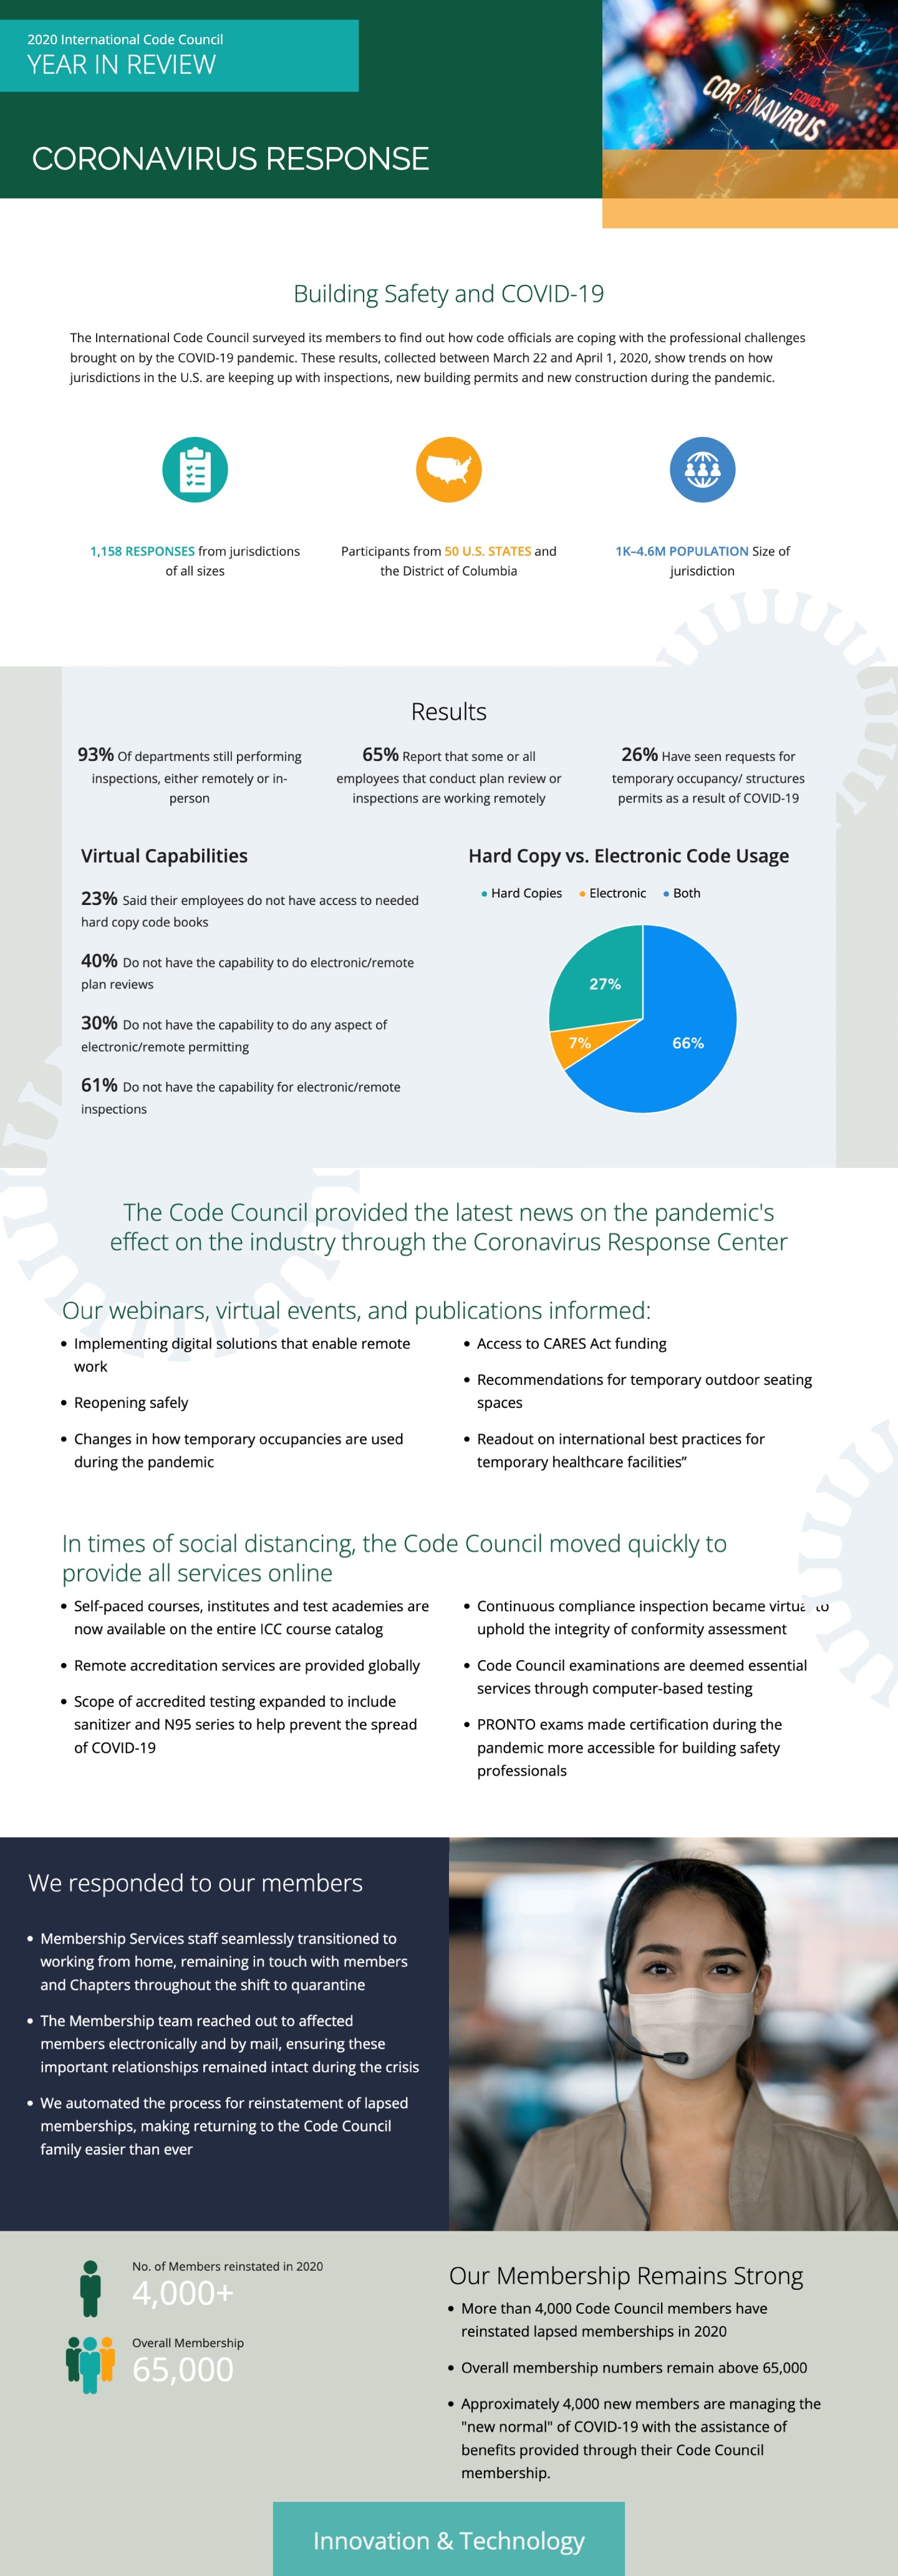 2020 International Code Council
YEAR IN REVIEW
CORONAVIRUS RESPONSE
CORONAVIRUS
[COVID-19]
Building Safety and COVID-19
The International Code Council surveyed its members to find out how code officials are coping with the professional challenges
brought on by the COVID-19 pandemic. These results, collected between March 22 and April 1, 2020, show trends on how
jurisdictions in the U.S. are keeping up with inspections, new building permits and new construction during the pandemic.
1,158 RESPONSES from jurisdictions
of all sizes
Participants from 50 U.S. STATES and
the District of Columbia
1K–4.6M POPULATION Size of
jurisdiction
Results
93% Of departments still performing
inspections, either remotely or in-
person
65% Report that some or all
employees that conduct plan review or
inspections are working remotely
26% Have seen requests for
temporary occupancy/ structures
permits as a result of COVID-19
Virtual Capabilities
23% Said their employees do not have access to needed
hard copy code books
40% Do not have the capability to do electronic/remote
plan reviews
30% Do not have the capability to do any aspect of
electronic/remote permitting
61% Do not have the capability for electronic/remote
inspections
Hard Copy vs. Electronic Code Usage
Hard Copies Electronic Both
27%
7%
66%
The Code Council provided the latest news on the pandemic's
effect on the industry through the Coronavirus Response Center
Our webinars, virtual events, and publications informed:
• Implementing digital solutions that enable remote
work
• Reopening safely
• Changes in how temporary occupancies are used
during the pandemic
• Access to CARES Act funding
• Recommendations for temporary outdoor seating
spaces
• Readout on international best practices for
temporary healthcare facilities”
In times of social distancing, the Code Council moved quickly to
provide all services online
• Self-paced courses, institutes and test academies are
now available on the entire ICC course catalog
• Remote accreditation services are provided globally
• Scope of accredited testing expanded to include
sanitizer and N95 series to help prevent the spread
of COVID-19
• Continuous compliance inspection became virtual to
uphold the integrity of conformity assessment
• Code Council examinations are deemed essential
services through computer-based testing
• PRONTO exams made certification during the
pandemic more accessible for building safety
professionals
We responded to our members
• Membership Services staff seamlessly transitioned to
working from home, remaining in touch with members
and Chapters throughout the shift to quarantine
• The Membership team reached out to affected
members electronically and by mail, ensuring these
important relationships remained intact during the crisis
• We automated the process for reinstatement of lapsed
memberships, making returning to the Code Council
family easier than ever
No. of Members reinstated in 2020
4,000+
Overall Membership
65,000
Our Membership Remains Strong
• More than 4,000 Code Council members have
reinstated lapsed memberships in 2020
• Overall membership numbers remain above 65,000
• Approximately 4,000 new members are managing the
"new normal" of COVID-19 with the assistance of
benefits provided through their Code Council
membership.
Innovation & Technology